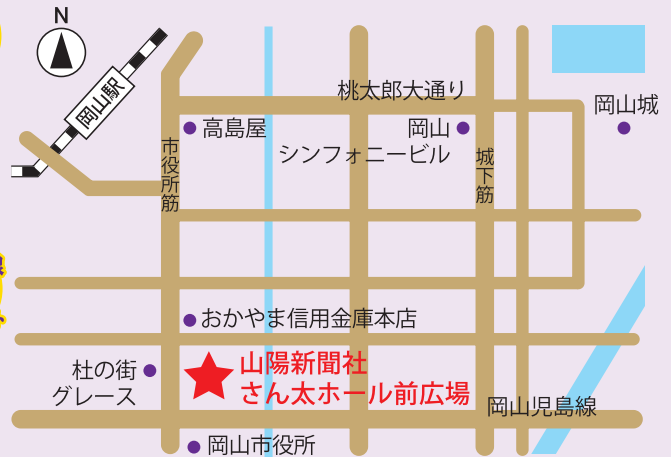 N
岡山駅
桃太郎大通り
岡山城
高島屋
岡山
シンフォニービル
市役所筋
城下筋
おかやま信用金庫本店
杜の街
グレース
山陽新聞社
さん太ホール前広場
岡山児島線
岡山市役所